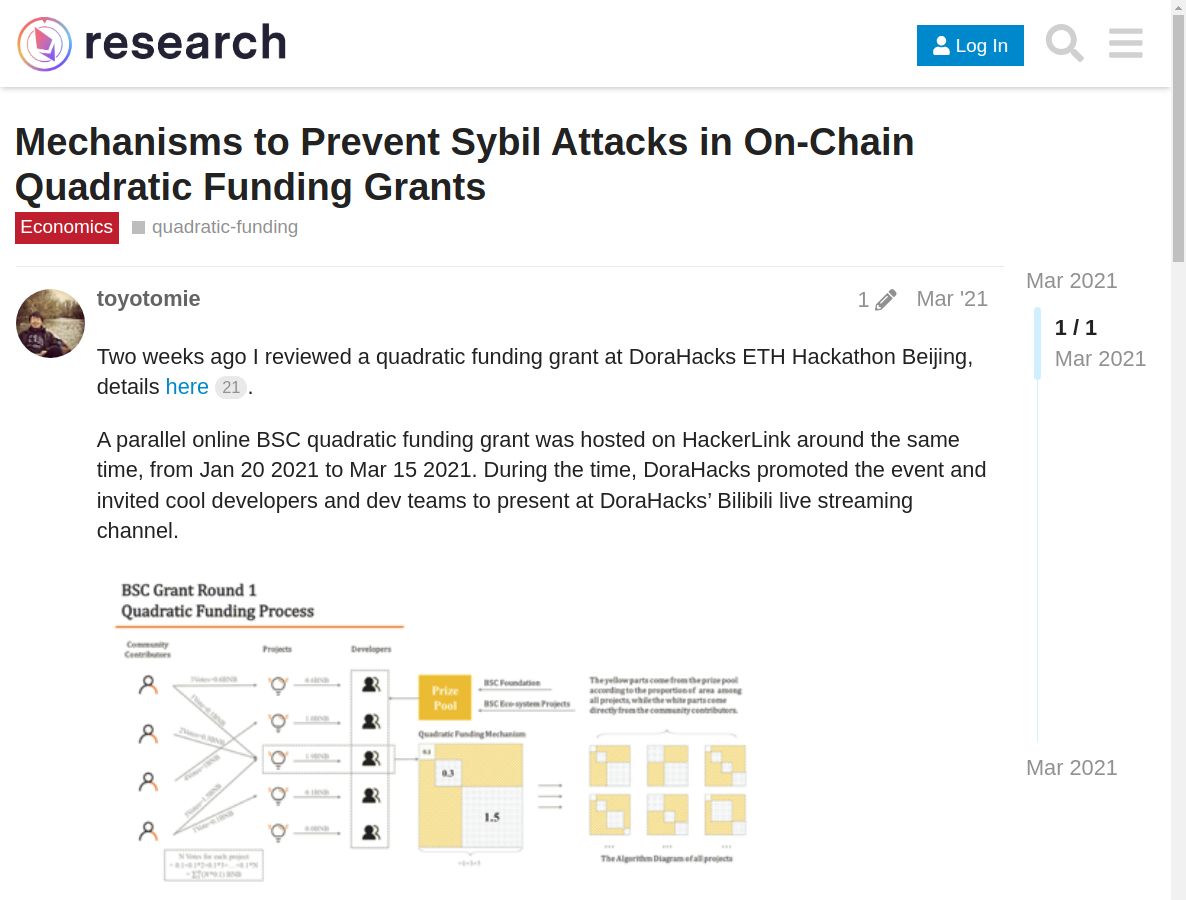 research
Log In
Mechanisms to Prevent Sybil Attacks in On-Chain
Quadratic Funding Grants
Economics
quadratic-funding
toyotomie
1
Mar '21
Mar 2021
1 / 1
Mar 2021
Two weeks ago I reviewed a quadratic funding grant at DoraHacks ETH Hackathon Beijing,
details here 21 .
A parallel online BSC quadratic funding grant was hosted on HackerLink around the same
time, from Jan 20 2021 to Mar 15 2021. During the time, DoraHacks promoted the event and
invited cool developers and dev teams to present at DoraHacks’ Bilibili live streaming
channel.
BSC Grant Round 1
Quadratic Funding Process
Community
Contributors
Projects
Developers
Prize
Pool
BSC Foundation
BSC Eco-system Projects
Quadratic Funding Mechanism
0.1
0.3
1.5
The yellow parts come from the prize pool
according to the proportion of area among
all projects, while the white parts come
directly from the community contributors.
The Algorithm Diagram of all projects
N Votes for each project
Mar 2021